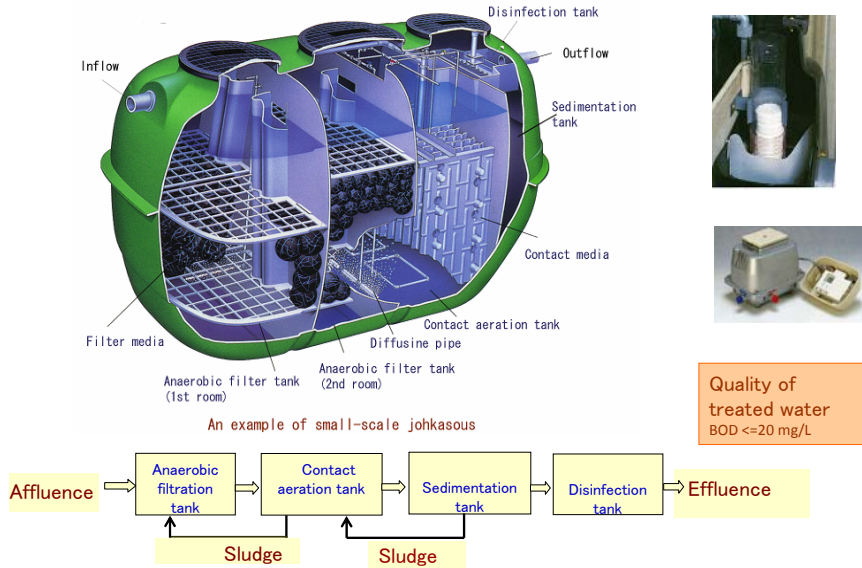 Disinfection tank
Inflow
Outflow
Sedimentation
tank
Contact media
Contact aeration tank
Filter media
Diffusine pipe
Anaerobic filter tank
(1st room)
Anaerobic filter tank
(2nd room)
An example of small-scale johkasous
Quality of
treated water
BOD <=20 mg/L
Affluence
Anaerobic
filtration
tank
Contact
aeration tank
Sedimentation
tank
Disinfection
tank
Effluence
Sludge
Sludge